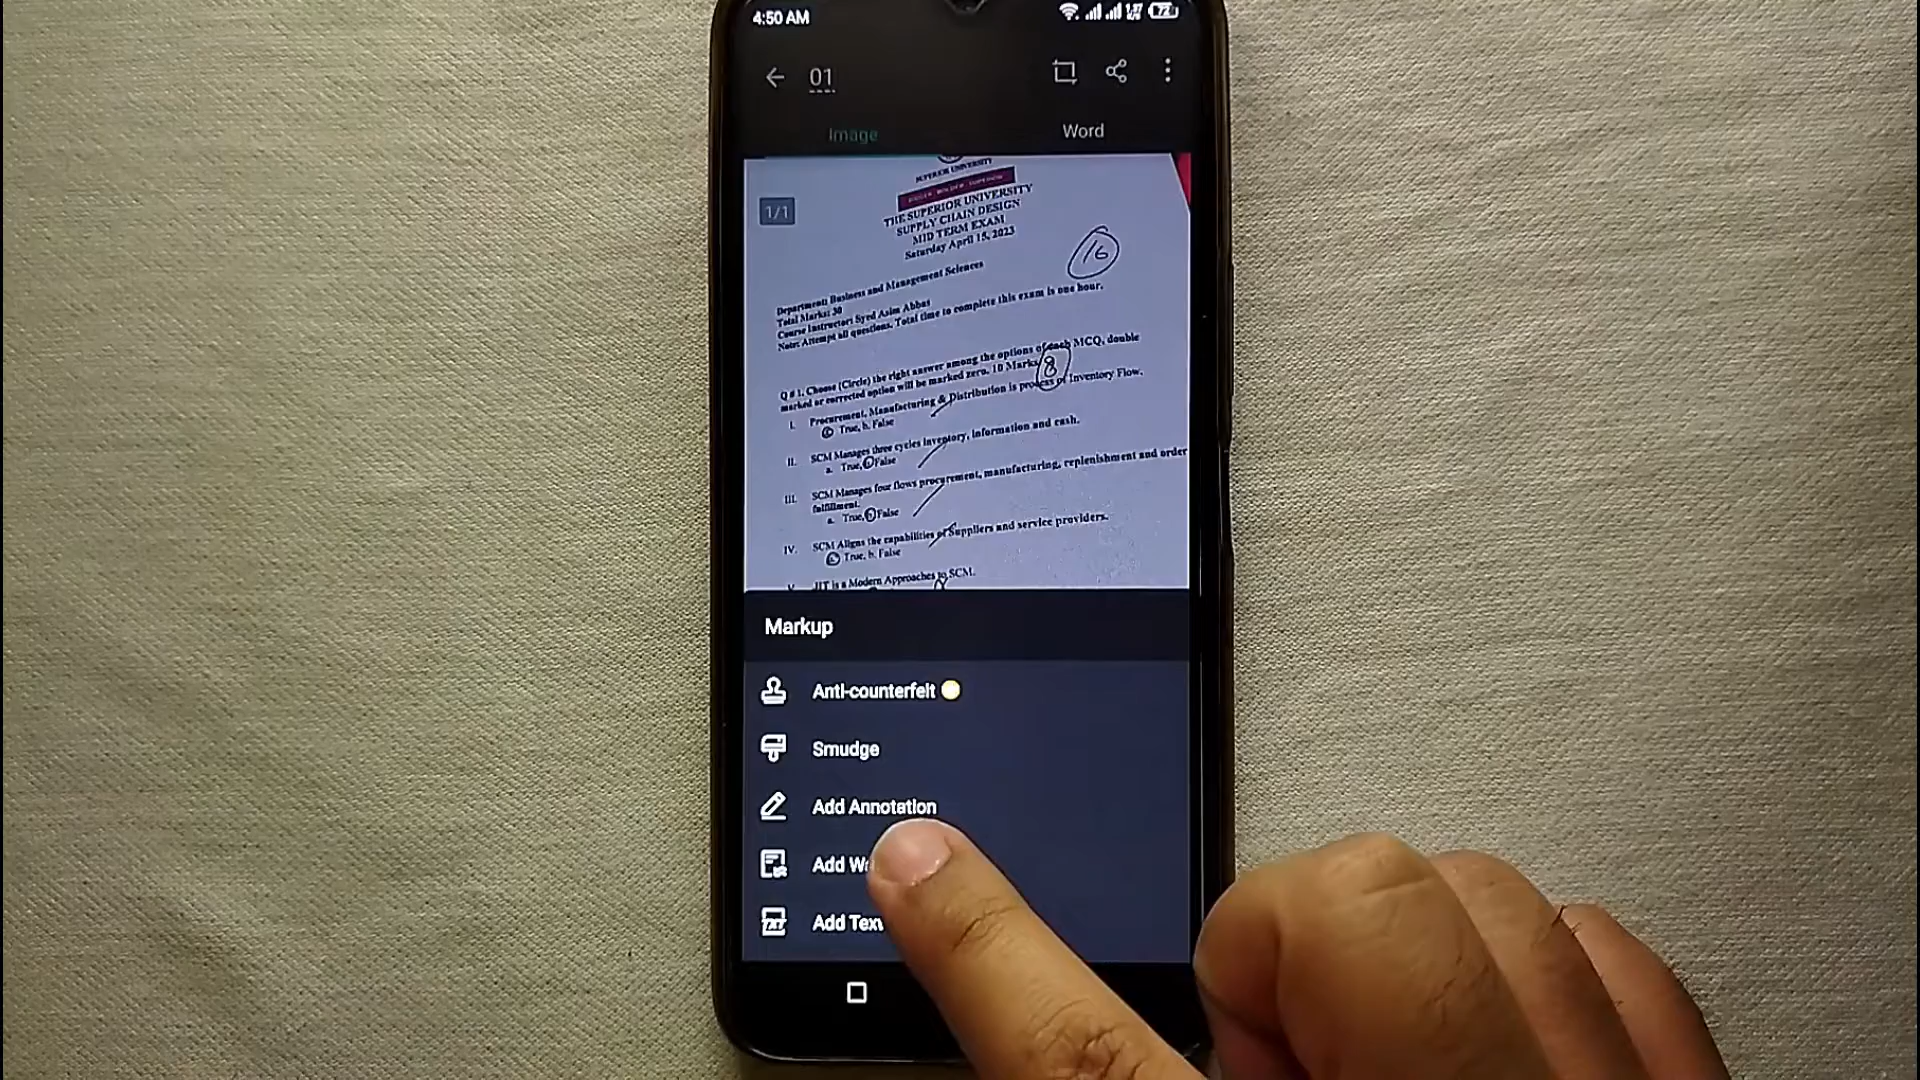 4:50 AM
72
01
Image
Word
1/1
SUPERIOR UNIVERSITY
THE SUPERIOR UNIVERSITY
SUPPLY CHAIN DESIGN
MID TERM EXAM
Saturday April 15, 2023
16
Department: Business and Management Sciences
Total Marks: 30
Course Instructor: Syed Asim Abbas
Note: Attempt all questions. Total time to complete this exam is one hour.
Q # 1. Choose (Circle) the right answer among the options of each MCQ, double
marked or corrected option will be marked zero. 10 Marks
8
I. Procurement, Manufacturing & Distribution is process of Inventory Flow.
True, b. False
II. SCM Manages three cycles inventory, information and cash.
a. True, False
III. SCM Manages four flows procurement, manufacturing, replenishment and order
fulfillment.
a. True, False
IV. SCM Aligns the capabilities of Suppliers and service providers.
True, b. False
V. JIT is a Modern Approaches to SCM.
Markup
Anti-counterfeit
Smudge
Add Annotation
Add
Add Text